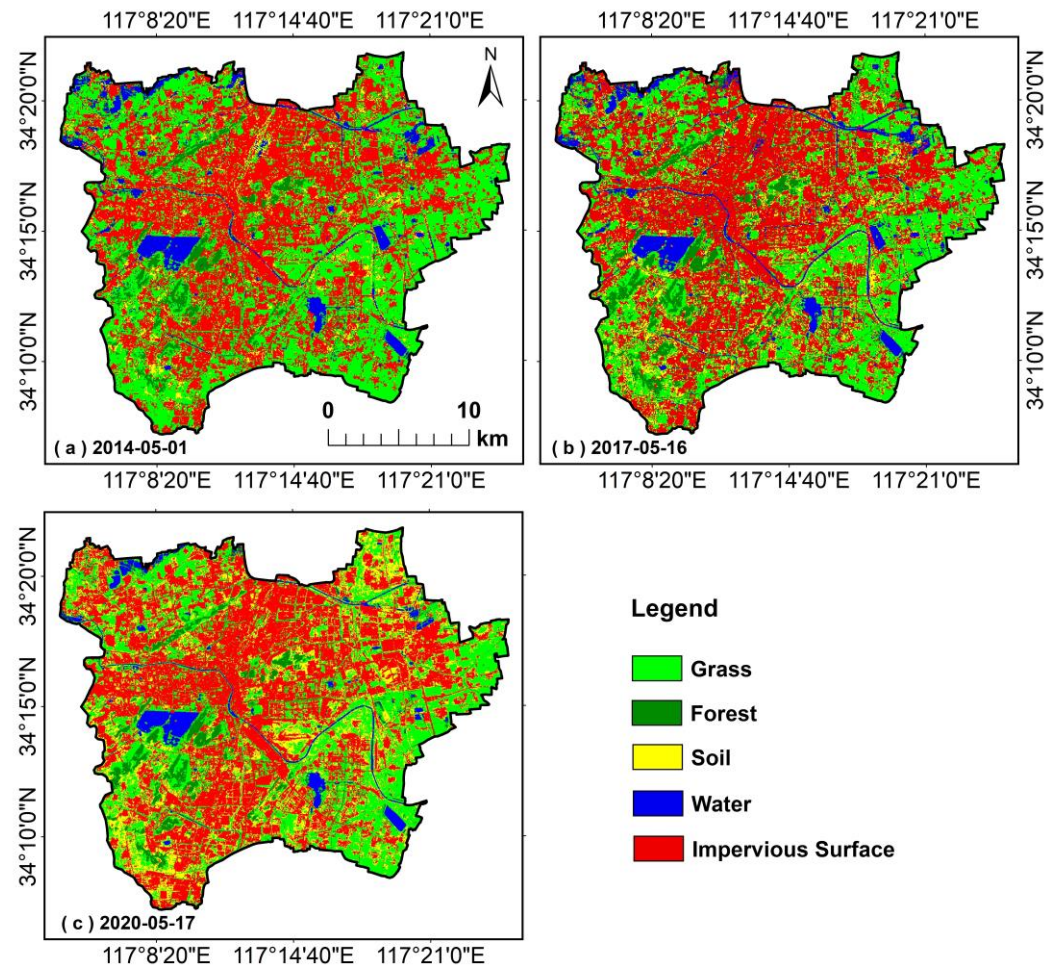 117°8'20"E 117°14'40"E 117°21'0"E 117°8'20"E 117°14'40"E 117°21'0"E
34°20'0"N
34°15'0"N
34°10'0"N
N
0 10
km
( a ) 2014-05-01
34°20'0"N
34°15'0"N
34°10'0"N
( b ) 2017-05-16
117°8'20"E 117°14'40"E 117°21'0"E 117°8'20"E 117°14'40"E 117°21'0"E
34°20'0"N
34°15'0"N
34°10'0"N
( c ) 2020-05-17
117°8'20"E 117°14'40"E 117°21'0"E
Legend
Grass
Forest
Soil
Water
Impervious Surface